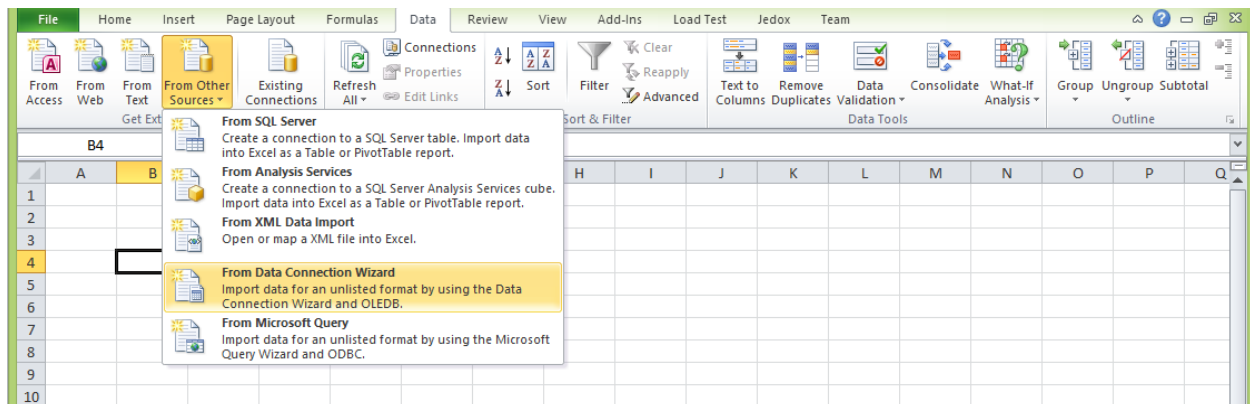 File Home Insert Page Layout Formulas Data Review View Add-Ins Load Test Jedox Team
From Access
From Web
From Text
From Other Sources
Existing Connections
Refresh All
Connections
Properties
Edit Links
Sort
Filter
Clear
Reapply
Advanced
Text to Columns
Remove Duplicates
Data Validation
Consolidate
What-If Analysis
Group
Ungroup
Subtotal
Get Ext
Sort & Filter
Data Tools
Outline
B4
From SQL Server
Create a connection to a SQL Server table. Import data
into Excel as a Table or PivotTable report.
From Analysis Services
Create a connection to a SQL Server Analysis Services cube.
Import data into Excel as a Table or PivotTable report.
From XML Data Import
Open or map a XML file into Excel.
From Data Connection Wizard
Import data for an unlisted format by using the Data
Connection Wizard and OLEDB.
From Microsoft Query
Import data for an unlisted format by using the Microsoft
Query Wizard and ODBC.
A B H I J K L M N O P Q
1
2
3
4
5
6
7
8
9
10